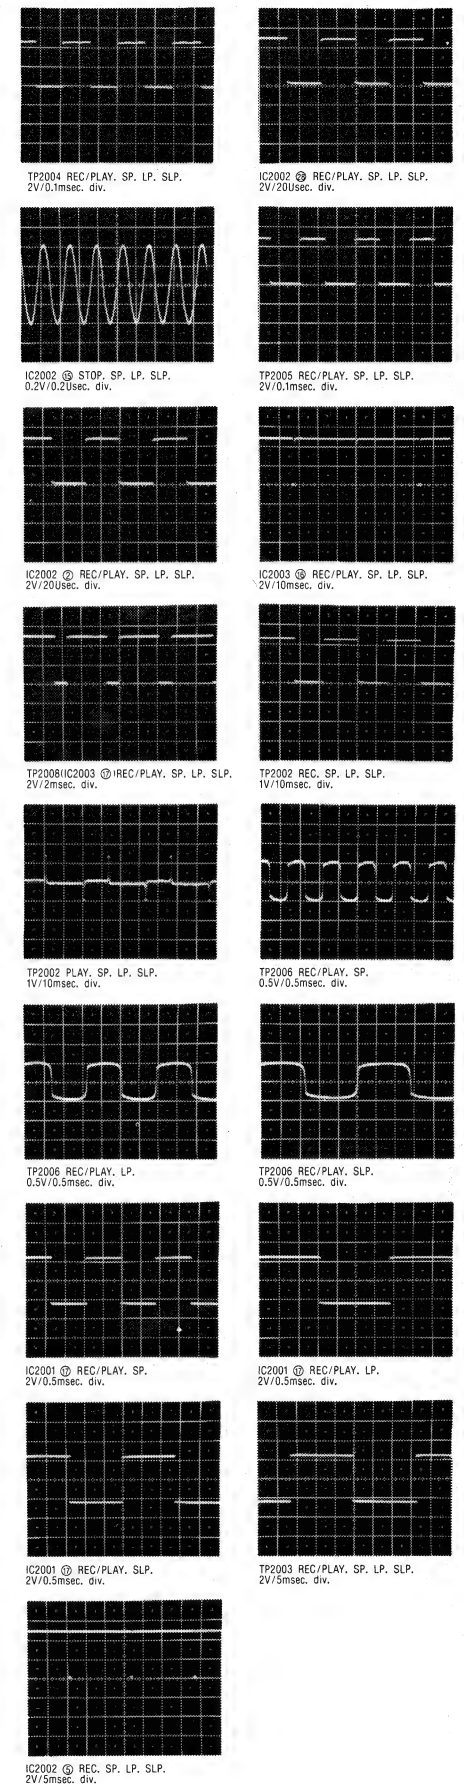 TP2004 REC/PLAY. SP. LP. SLP.
2V/0.1msec. div.
IC2002 ㉘ REC/PLAY. SP. LP. SLP.
2V/20Usec. div.
IC2002 ⑮ STOP. SP. LP. SLP.
0.2V/0.2Usec. div.
TP2005 REC/PLAY. SP. LP. SLP.
2V/0.1msec. div.
IC2002 ② REC/PLAY. SP. LP. SLP.
2V/20Usec. div.
IC2003 ⑯ REC/PLAY. SP. LP. SLP.
2V/10msec. div.
TP2008(IC2003 ⑰)REC/PLAY. SP. LP. SLP.
2V/2msec. div.
TP2002 REC. SP. LP. SLP.
1V/10msec. div.
TP2002 PLAY. SP. LP. SLP.
1V/10msec. div.
TP2006 REC/PLAY. SP.
0.5V/0.5msec. div.
TP2006 REC/PLAY. LP.
0.5V/0.5msec. div.
TP2006 REC/PLAY. SLP.
0.5V/0.5msec. div.
IC2001 ⑰ REC/PLAY. SP.
2V/0.5msec. div.
IC2001 ⑰ REC/PLAY. LP.
2V/0.5msec. div.
IC2001 ⑰ REC/PLAY. SLP.
2V/0.5msec. div.
TP2003 REC/PLAY. SP. LP. SLP.
2V/5msec. div.
IC2002 ⑤ REC. SP. LP. SLP.
2V/5msec. div.